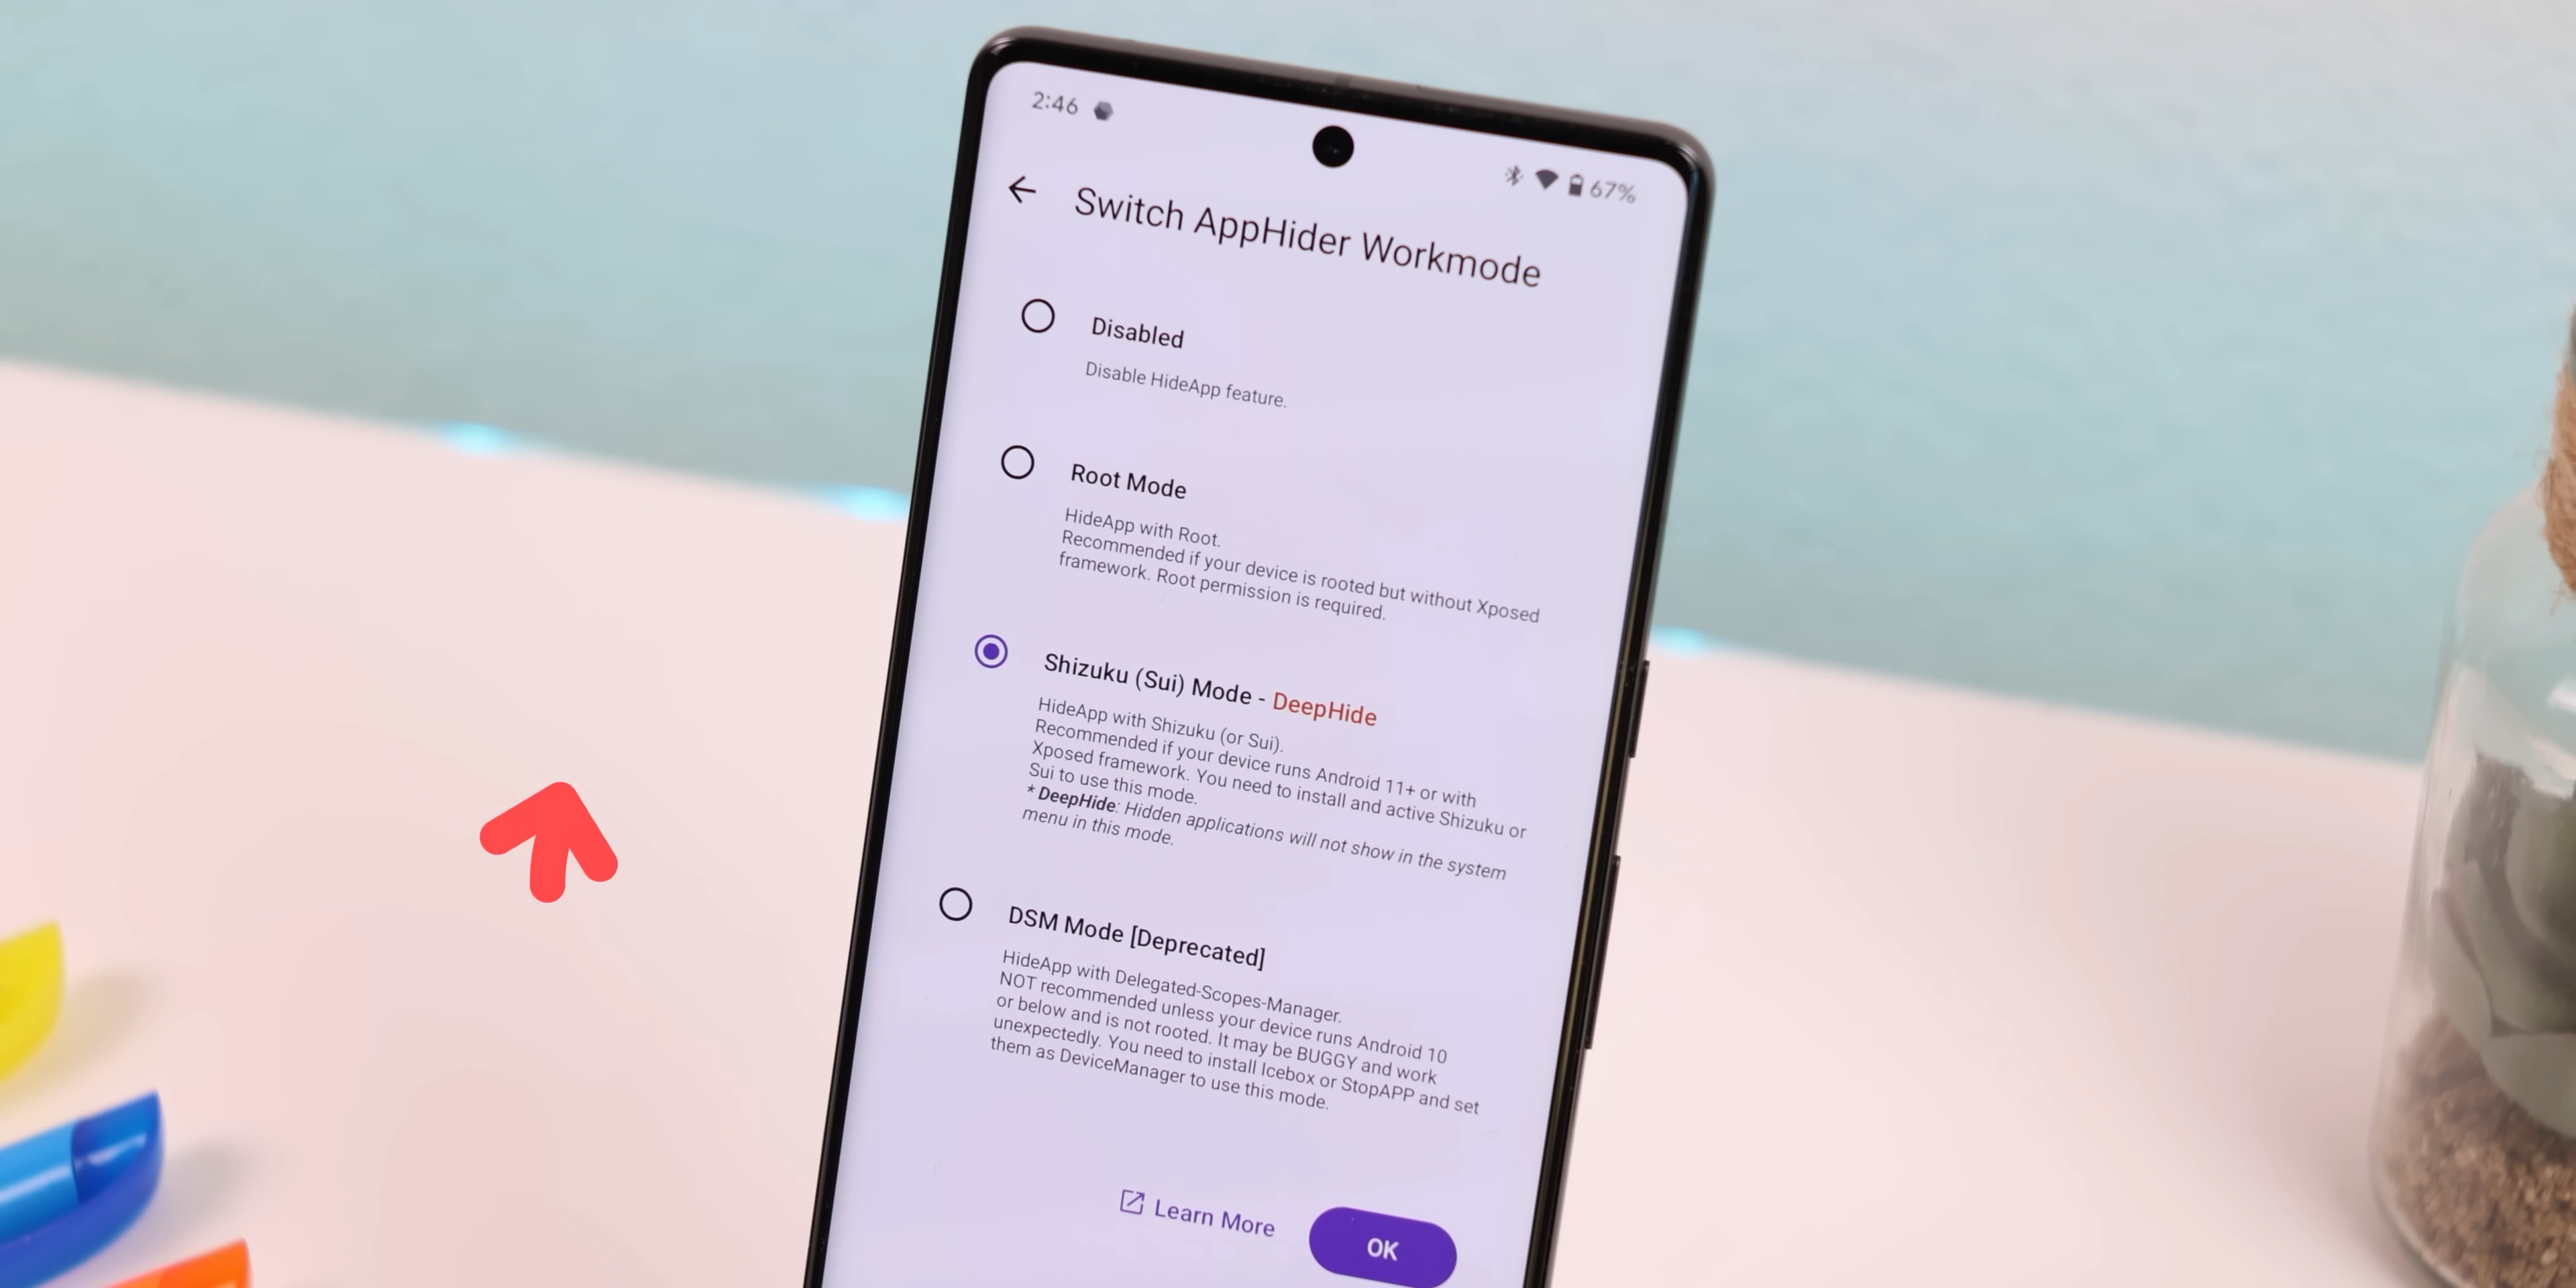 2:46
67%
Switch AppHider Workmode
Disabled
Disable HideApp feature.
Root Mode
HideApp with Root.
Recommended if your device is rooted but without Xposed
framework. Root permission is required.
Shizuku (Sui) Mode - DeepHide
HideApp with Shizuku (or Sui).
Recommended if your device runs Android 11+ or with
Xposed framework. You need to install and active Shizuku or
Sui to use this mode.
* DeepHide: Hidden applications will not show in the system
menu in this mode.
DSM Mode [Deprecated]
HideApp with Delegated-Scopes-Manager.
NOT recommended unless your device runs Android 10
or below and is not rooted. It may be BUGGY and work
unexpectedly. You need to install Icebox or StopAPP and set
them as DeviceManager to use this mode.
Learn More
OK